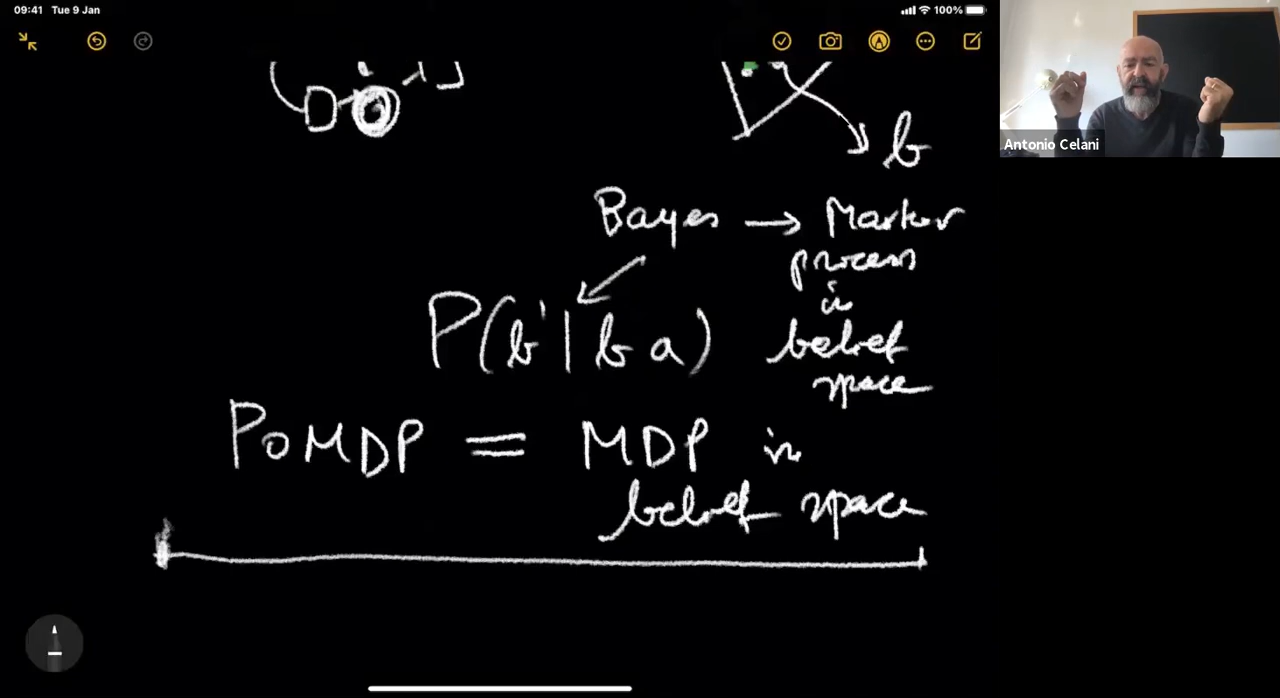 09:41 Tue 9 Jan
100%
Antonio Celani
b
Bayes → Markov
process
in
belief
space
P(b'|b a)
POMDP = MDP in
belief space